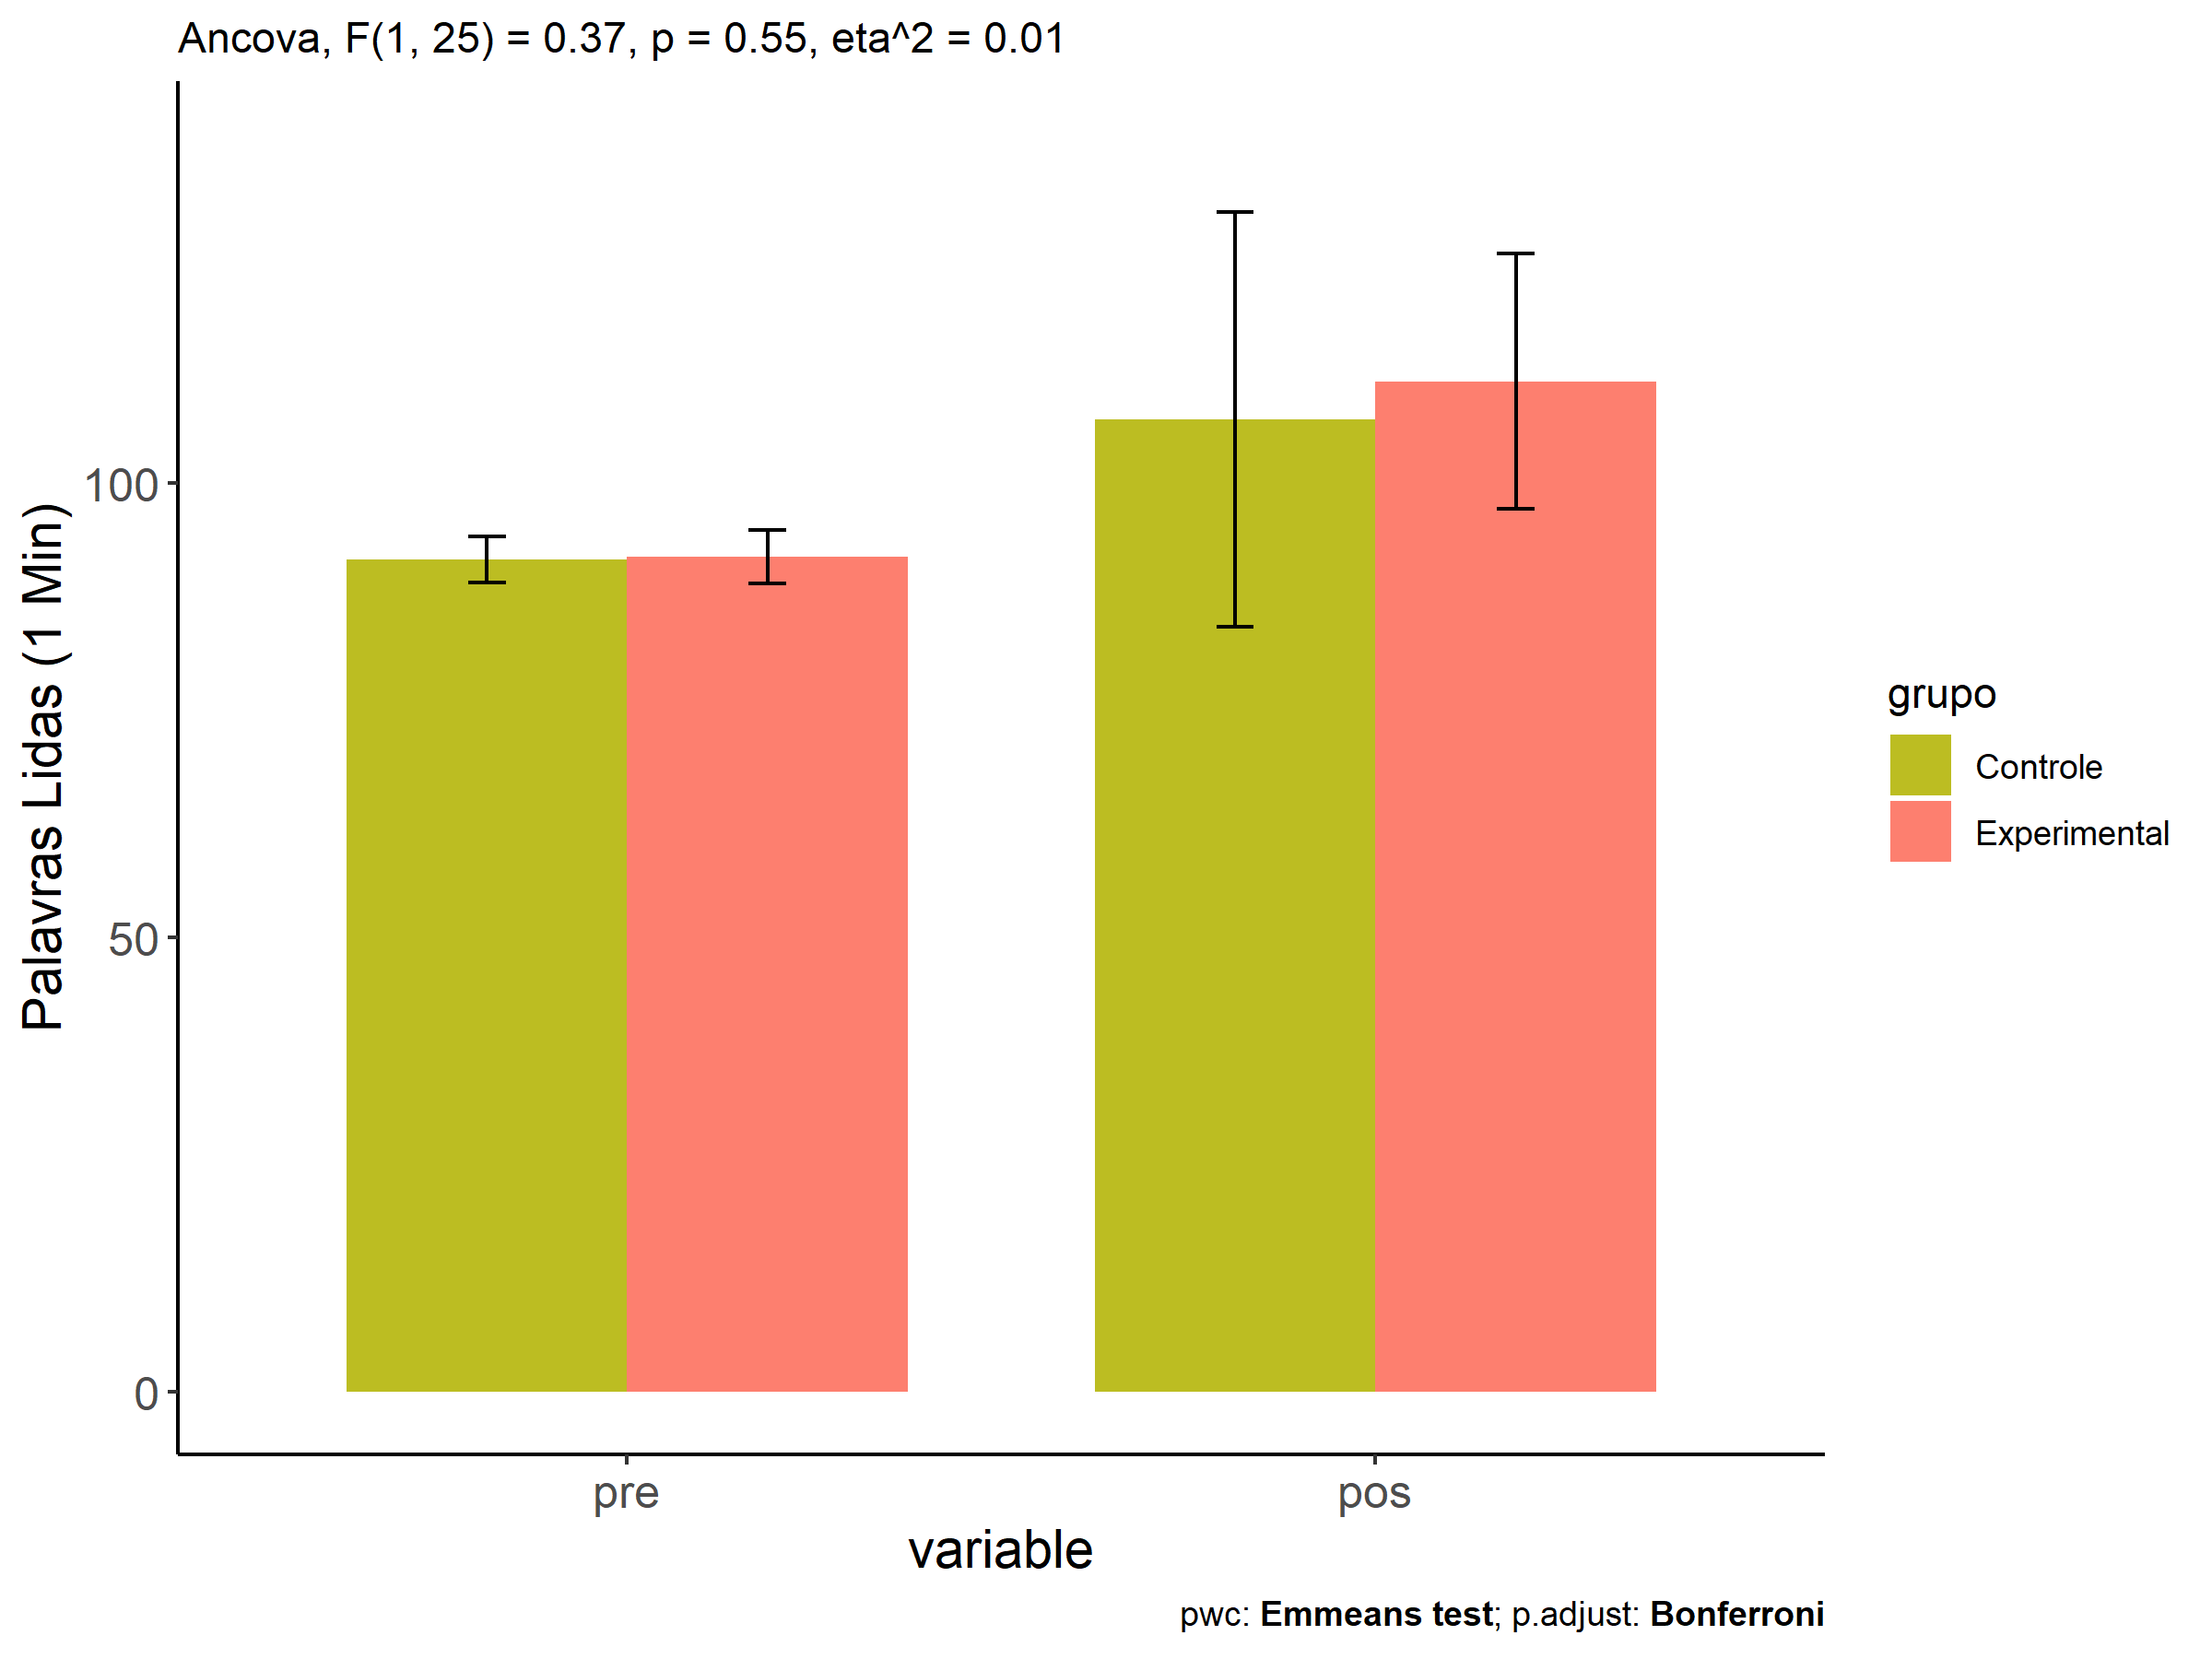 Ancova, F(1, 25) = 0.37, p = 0.55, eta^2 = 0.01
Palavras Lidas (1 Min)
100
50
0
pre
pos
variable
grupo
Controle
Experimental
pwc: Emmeans test; p.adjust: Bonferroni